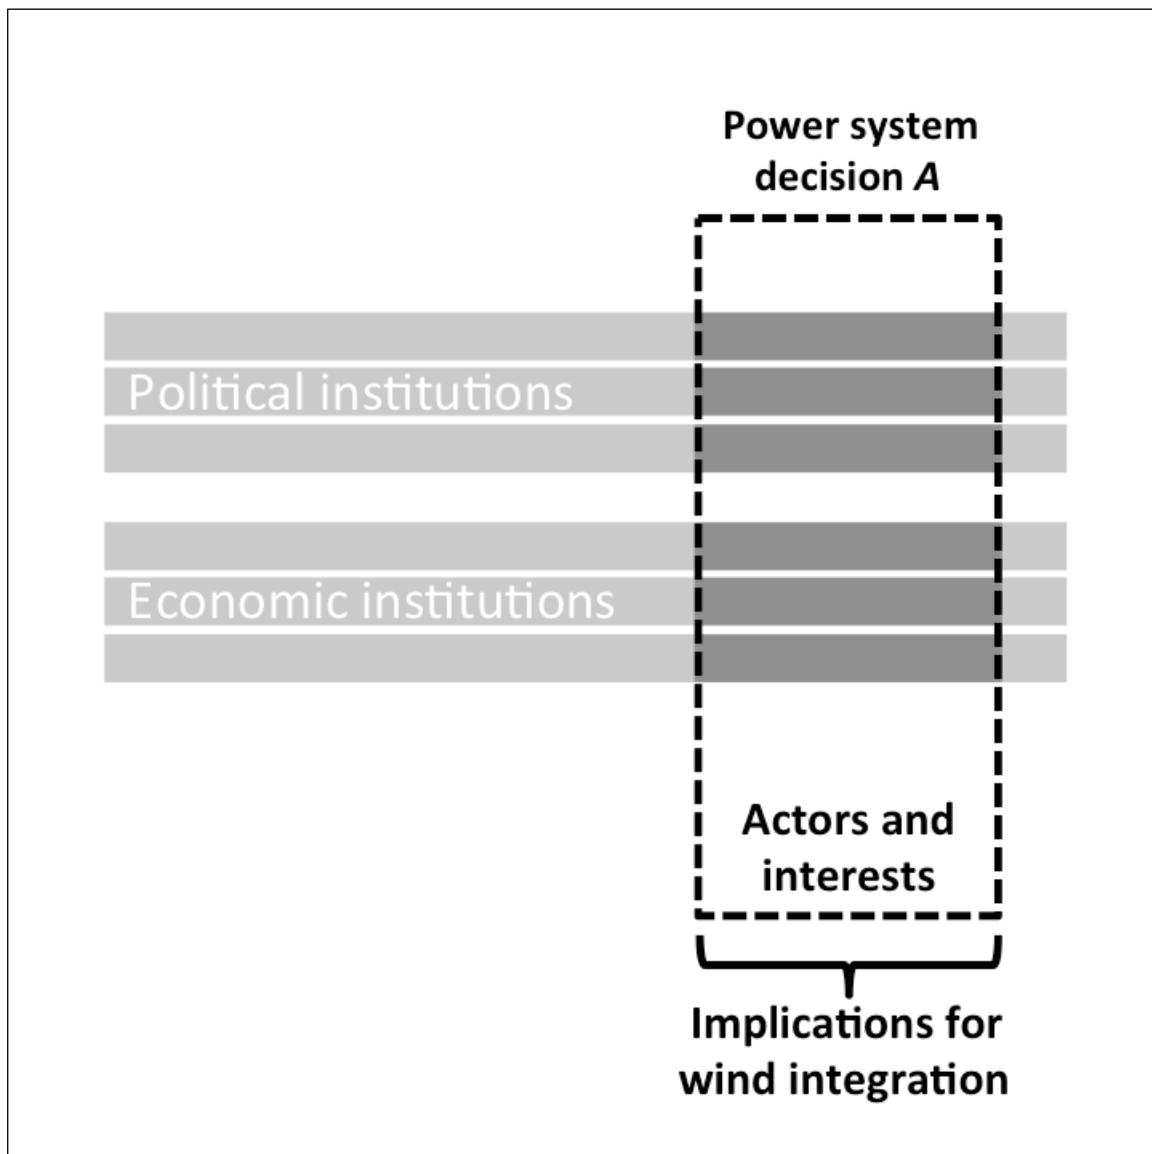 Power system
decision A
Political institutions
Economic institutions
Actors and
interests
Implications for
wind integration